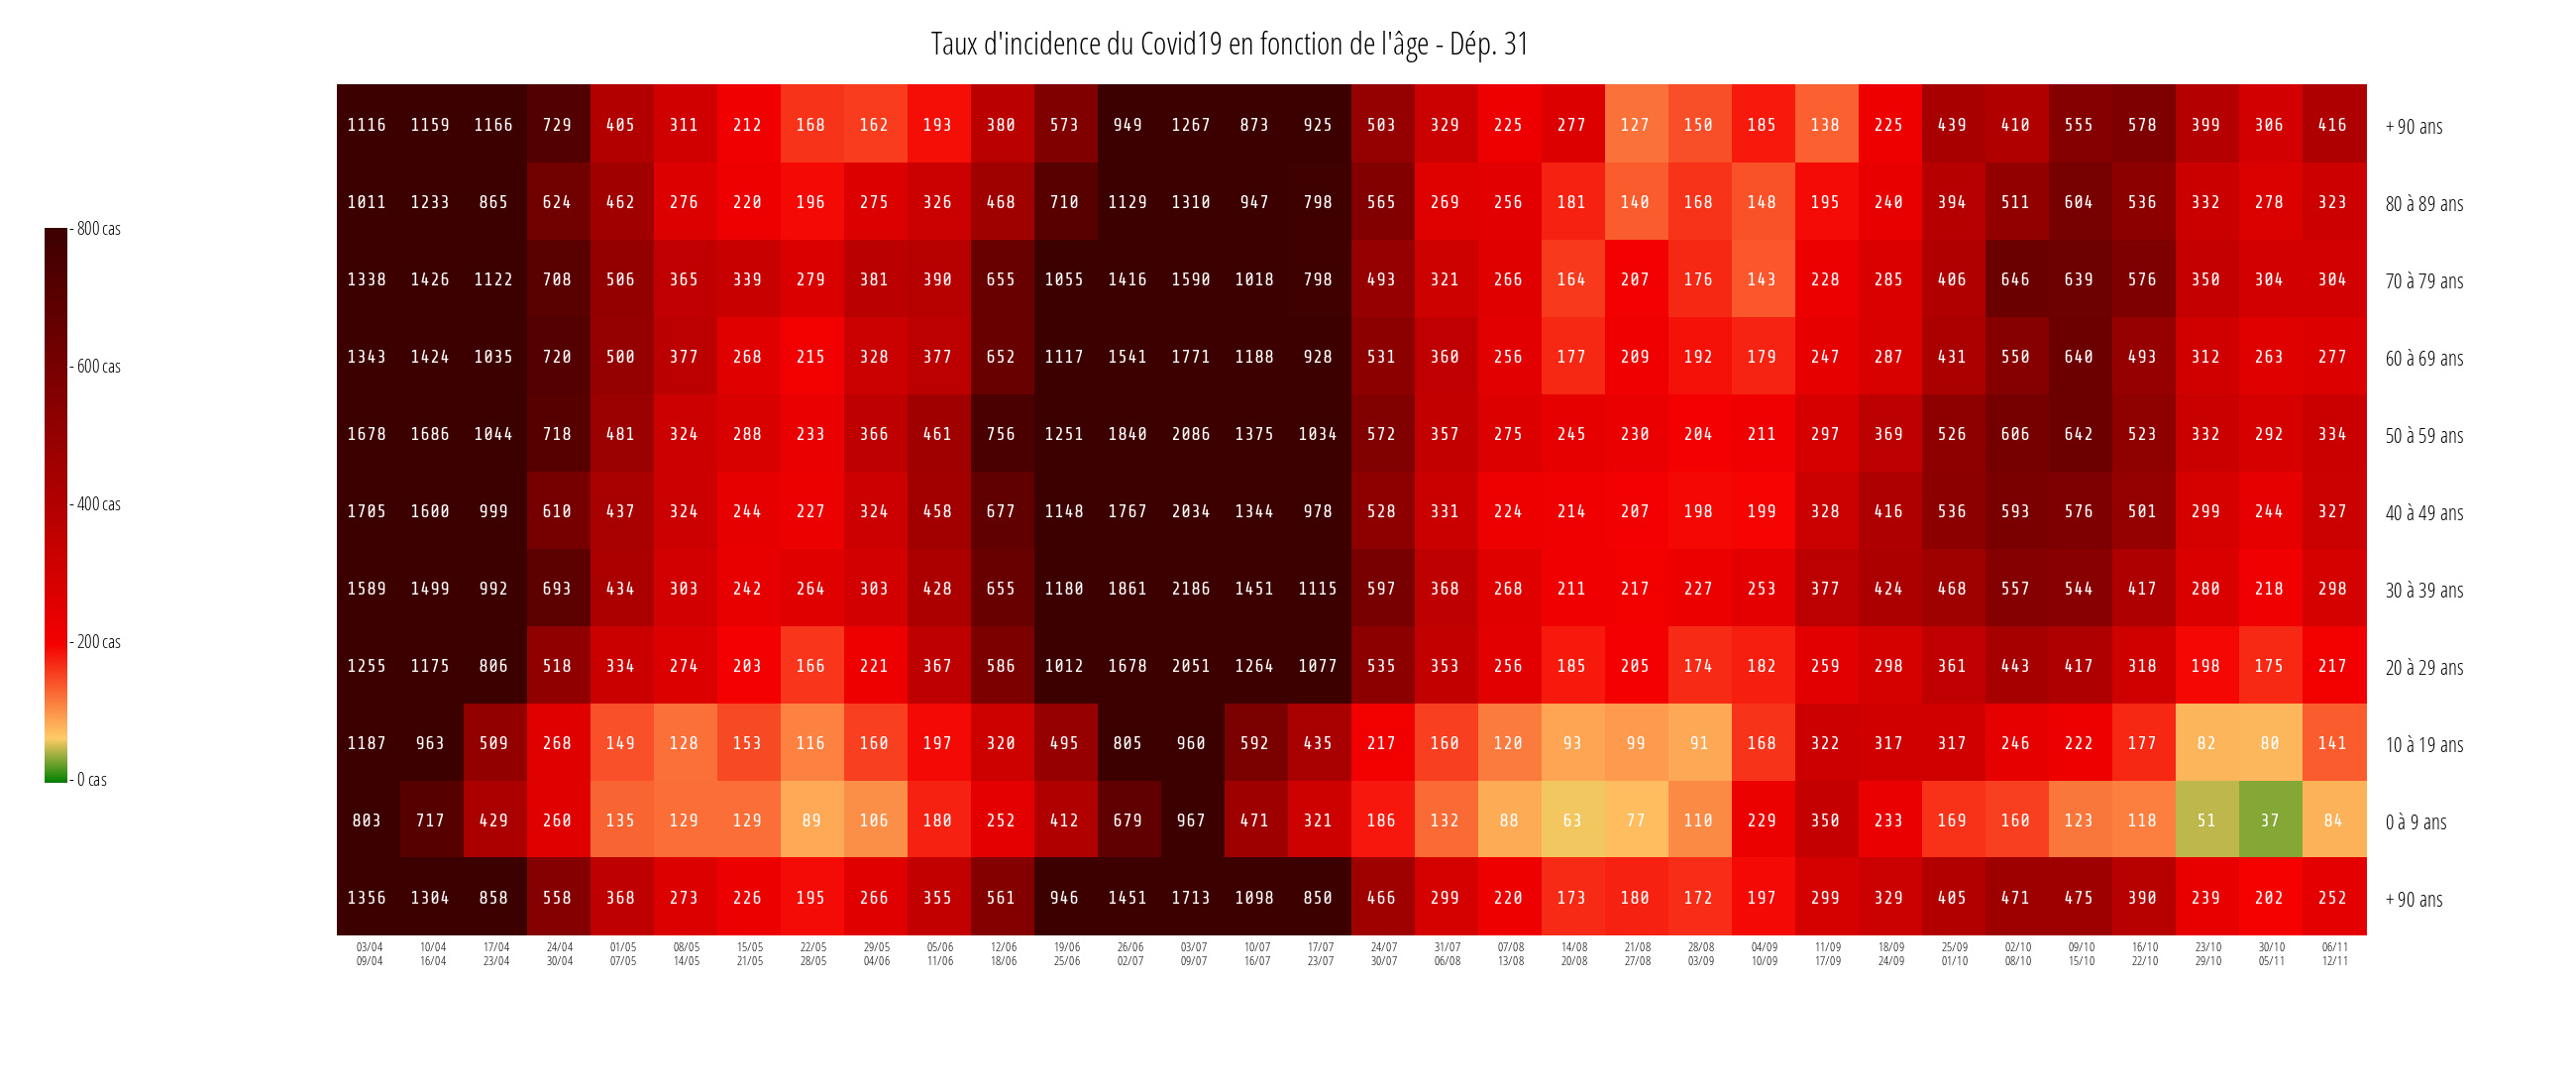 Taux d'incidence du Covid19 en fonction de l'âge - Dép. 31
- 800 cas
- 600 cas
- 400 cas
- 200 cas
- 0 cas
1116 1159 1166 729 405 311 212 168 162 193 380 573 949 1267 873 925 503 329 225 277 127 150 185 138 225 439 410 555 578 399 306 416 + 90 ans
1011 1233 865 624 462 276 220 196 275 326 468 710 1129 1310 947 798 565 269 256 181 140 168 148 195 240 394 511 604 536 332 278 323 80 à 89 ans
1338 1426 1122 708 506 365 339 279 381 390 655 1055 1416 1590 1018 798 493 321 266 164 207 176 143 228 285 406 646 639 576 350 304 304 70 à 79 ans
1343 1424 1035 720 500 377 268 215 328 377 652 1117 1541 1771 1188 928 531 360 256 177 209 192 179 247 287 431 550 640 493 312 263 277 60 à 69 ans
1678 1686 1044 718 481 324 288 233 366 461 756 1251 1840 2086 1375 1034 572 357 275 245 230 204 211 297 369 526 606 642 523 332 292 334 50 à 59 ans
1705 1600 999 610 437 324 244 227 324 458 677 1148 1767 2034 1344 978 528 331 224 214 207 198 199 328 416 536 593 576 501 299 244 327 40 à 49 ans
1589 1499 992 693 434 303 242 264 303 428 655 1180 1861 2186 1451 1115 597 368 268 211 217 227 253 377 424 468 557 544 417 280 218 298 30 à 39 ans
1255 1175 806 518 334 274 203 166 221 367 586 1012 1678 2051 1264 1077 535 353 256 185 205 174 182 259 298 361 443 417 318 198 175 217 20 à 29 ans
1187 963 509 268 149 128 153 116 160 197 320 495 805 960 592 435 217 160 120 93 99 91 168 322 317 317 246 222 177 82 80 141 10 à 19 ans
803 717 429 260 135 129 129 89 106 180 252 412 679 967 471 321 186 132 88 63 77 110 229 350 233 169 160 123 118 51 37 84 0 à 9 ans
1356 1304 858 558 368 273 226 195 266 355 561 946 1451 1713 1098 850 466 299 220 173 180 172 197 299 329 405 471 475 390 239 202 252 + 90 ans
03/04 10/04 17/04 24/04 01/05 08/05 15/05 22/05 29/05 05/06 12/06 19/06 26/06 03/07 10/07 17/07 24/07 31/07 07/08 14/08 21/08 28/08 04/09 11/09 18/09 25/09 02/10 09/10 16/10 23/10 30/10 06/11
09/04 16/04 23/04 30/04 07/05 14/05 21/05 28/05 04/06 11/06 18/06 25/06 02/07 09/07 16/07 23/07 30/07 06/08 13/08 20/08 27/08 03/09 10/09 17/09 24/09 01/10 08/10 15/10 22/10 29/10 05/11 12/11